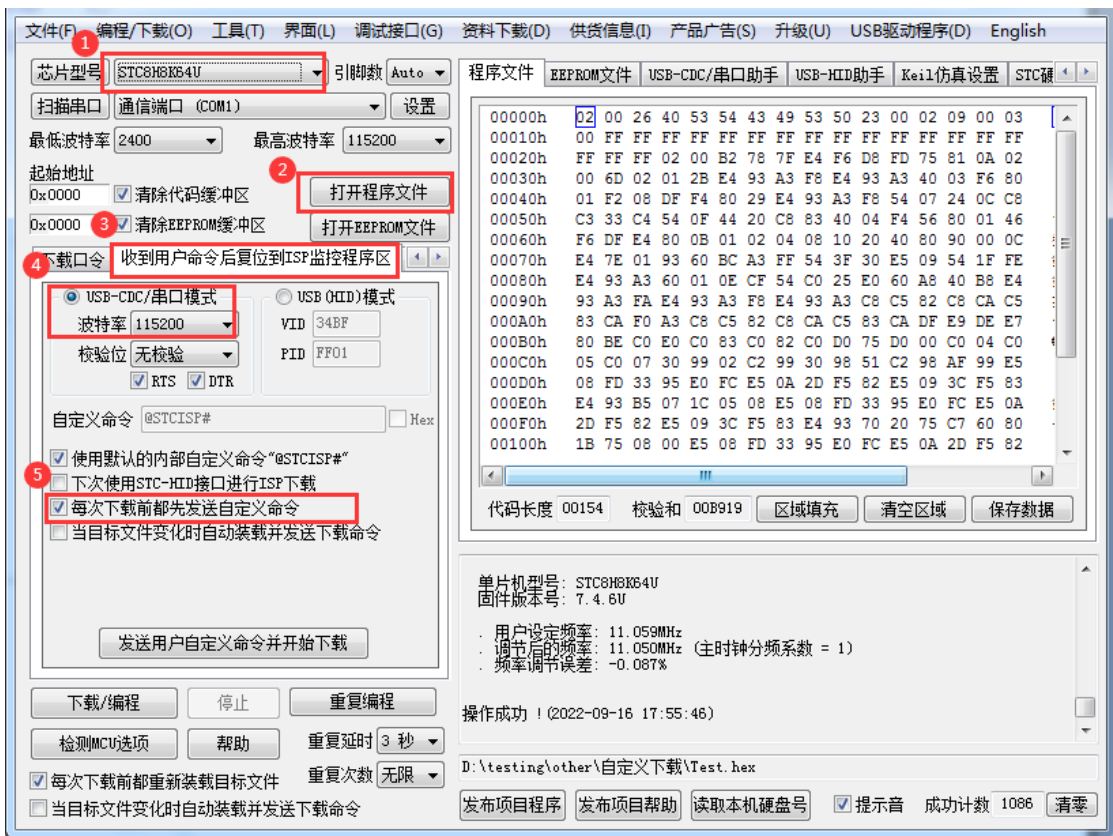 文件(F) 编程/下载(O) 工具(T) 界面(L) 调试接口(G) 资料下载(D) 供货信息(I) 产品广告(S) 升级(U) USB驱动程序(D) English
1
芯片型号 STC8H8K64U 引脚数 Auto
扫描串口 通信端口 (COM1) 设置
最低波特率 2400 最高波特率 115200
起始地址
2
0x0000 清除代码缓冲区 打开程序文件
0x0000 3 清除EEPROM缓冲区 打开EEPROM文件
4 下载口令 收到用户命令后复位到ISP监控程序区
USB-CDC/串口模式 USB(HID)模式
波特率 115200 VID 34BF
校验位 无校验 PID FF01
RTS DTR
自定义命令 @STCISP# Hex
使用默认的内部自定义命令"@STCISP#"
5
下次使用STC-HID接口进行ISP下载
每次下载前都先发送自定义命令
当目标文件变化时自动装载并发送下载命令
发送用户自定义命令并开始下载
下载/编程 停止 重复编程
检测MCU选项 帮助 重复延时 3 秒
每次下载前都重新装载目标文件 重复次数 无限
当目标文件变化时自动装载并发送下载命令
程序文件 EEPROM文件 USB-CDC/串口助手 USB-HID助手 Keil仿真设置 STC硬
00000h 02 00 26 40 53 54 43 49 53 50 23 00 02 09 00 03
00010h 00 FF FF FF FF FF FF FF FF FF FF FF FF FF FF FF
00020h FF FF FF 02 00 B2 78 7F E4 F6 D8 FD 75 81 0A 02
00030h 00 6D 02 01 2B E4 93 A3 F8 E4 93 A3 40 03 F6 80
00040h 01 F2 08 DF F4 80 29 E4 93 A3 F8 54 07 24 0C C8
00050h C3 33 C4 54 0F 44 20 C8 83 40 04 F4 56 80 01 46
00060h F6 DF E4 80 0B 01 02 04 08 10 20 40 80 90 00 0C
00070h E4 7E 01 93 60 BC A3 FF 54 3F 30 E5 09 54 1F FE
00080h E4 93 A3 60 01 0E CF 54 C0 25 E0 60 A8 40 B8 E4
00090h 93 A3 FA E4 93 A3 F8 E4 93 A3 C8 C5 82 C8 CA C5
000A0h 83 CA F0 A3 C8 C5 82 C8 CA C5 83 CA DF E9 DE E7
000B0h 80 BE C0 E0 C0 83 C0 82 C0 D0 75 D0 00 C0 04 C0
000C0h 05 C0 07 30 99 02 C2 99 30 98 51 C2 98 AF 99 E5
000D0h 08 FD 33 95 E0 FC E5 0A 2D F5 82 E5 09 3C F5 83
000E0h E4 93 B5 07 1C 05 08 E5 08 FD 33 95 E0 FC E5 0A
000F0h 2D F5 82 E5 09 3C F5 83 E4 93 70 20 75 C7 60 80
00100h 1B 75 08 00 E5 08 FD 33 95 E0 FC E5 0A 2D F5 82
代码长度 00154 校验和 00B919 区域填充 清空区域 保存数据
单片机型号: STC8H8K64U
固件版本号: 7.4.6U
. 用户设定频率: 11.059MHz
. 调节后的频率: 11.050MHz (主时钟分频系数 = 1)
. 频率调节误差: -0.087%
操作成功 !(2022-09-16 17:55:46)
D:\testing\other\自定义下载\Test.hex
发布项目程序 发布项目帮助 读取本机硬盘号 提示音 成功计数 1086 清零